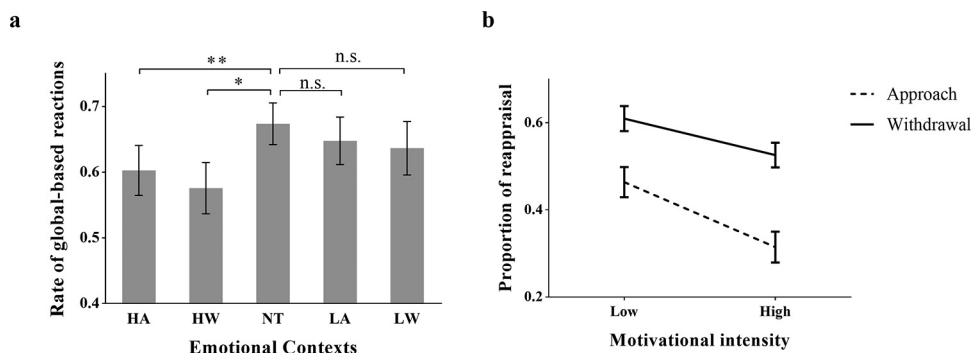 a
**
n.s.
*
n.s.
0.7
0.6
0.5
0.4
Rate of global-based reactions
HA HW NT LA LW
Emotional Contexts
b
0.6
0.4
0.2
Proportion of reappraisal
Low High
Motivational intensity
Approach
Withdrawal